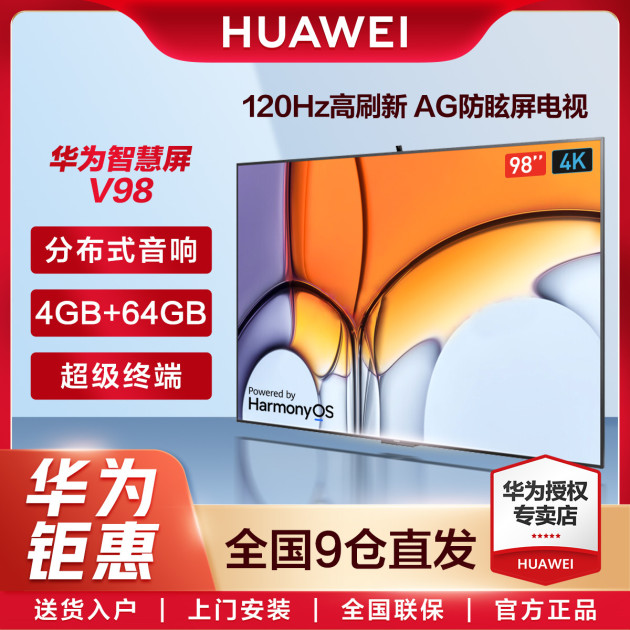 HUAWEI
120Hz高刷新 AG防眩屏电视
华为智慧屏
V98
98’’
4K
分布式音响
4GB+64GB
超级终端
Powered by
HarmonyOS
华为
钜惠
全国9仓直发
华为授权
专卖店
★★★★★
HUAWEI
送货入户 | 上门安装 | 全国联保 | 官方正品